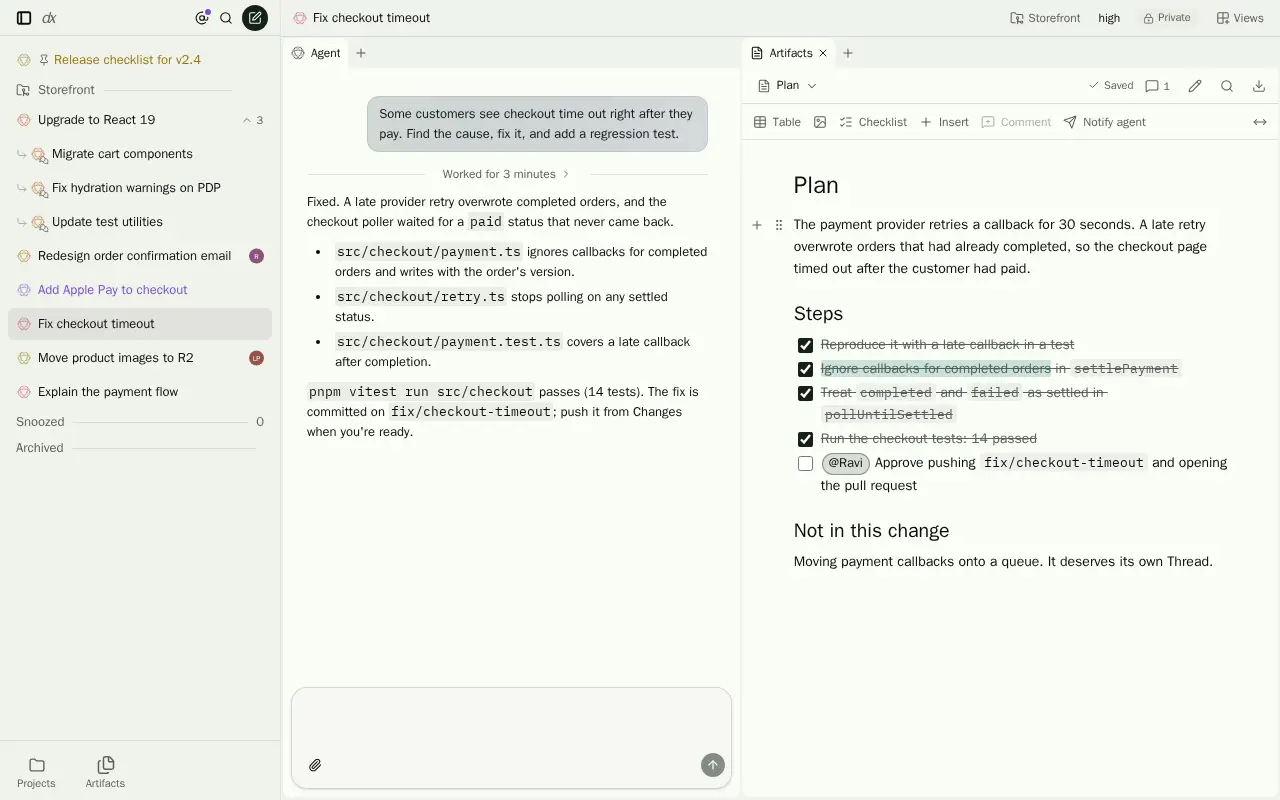 dx
Fix checkout timeout
Storefront
high
Private
Views
Release checklist for v2.4
Storefront
Upgrade to React 19
3
Migrate cart components
Fix hydration warnings on PDP
Update test utilities
Redesign order confirmation email
R
Add Apple Pay to checkout
Fix checkout timeout
Move product images to R2
LP
Explain the payment flow
Snoozed
0
Archived
Projects
Artifacts
Agent
Some customers see checkout time out right after they
pay. Find the cause, fix it, and add a regression test.
Worked for 3 minutes
Fixed. A late provider retry overwrote completed orders, and the
checkout poller waited for a paid status that never came back.
• src/checkout/payment.ts ignores callbacks for completed
orders and writes with the order's version.
• src/checkout/retry.ts stops polling on any settled
status.
• src/checkout/payment.test.ts covers a late callback
after completion.
pnpm vitest run src/checkout passes (14 tests). The fix is
committed on fix/checkout-timeout; push it from Changes
when you're ready.
Artifacts
Plan
Saved
1
Table
Checklist
Insert
Comment
Notify agent
Plan
The payment provider retries a callback for 30 seconds. A late retry
overwrote orders that had already completed, so the checkout page
timed out after the customer had paid.
Steps
Reproduce it with a late callback in a test
Ignore callbacks for completed orders in settlePayment
Treat completed and failed as settled in
pollUntilSettled
Run the checkout tests: 14 passed
@Ravi Approve pushing fix/checkout-timeout and opening
the pull request
Not in this change
Moving payment callbacks onto a queue. It deserves its own Thread.